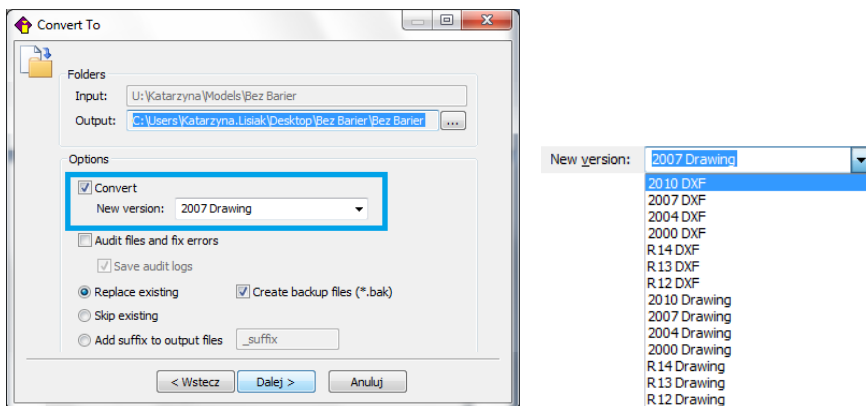 Convert To
Folders
Input: U:\Katarzyna\Models\Bez Barier
Output: C:\Users\Katarzyna.Lisiak\Desktop\Bez Barier\Bez Barier ...
Options
Convert
New version: 2007 Drawing
Audit files and fix errors
Save audit logs
Replace existing Create backup files (*.bak)
Skip existing
Add suffix to output files _suffix
< Wstecz Dalej > Anuluj
New version: 2007 Drawing
2010 DXF
2007 DXF
2004 DXF
2000 DXF
R14 DXF
R13 DXF
R12 DXF
2010 Drawing
2007 Drawing
2004 Drawing
2000 Drawing
R14 Drawing
R13 Drawing
R12 Drawing